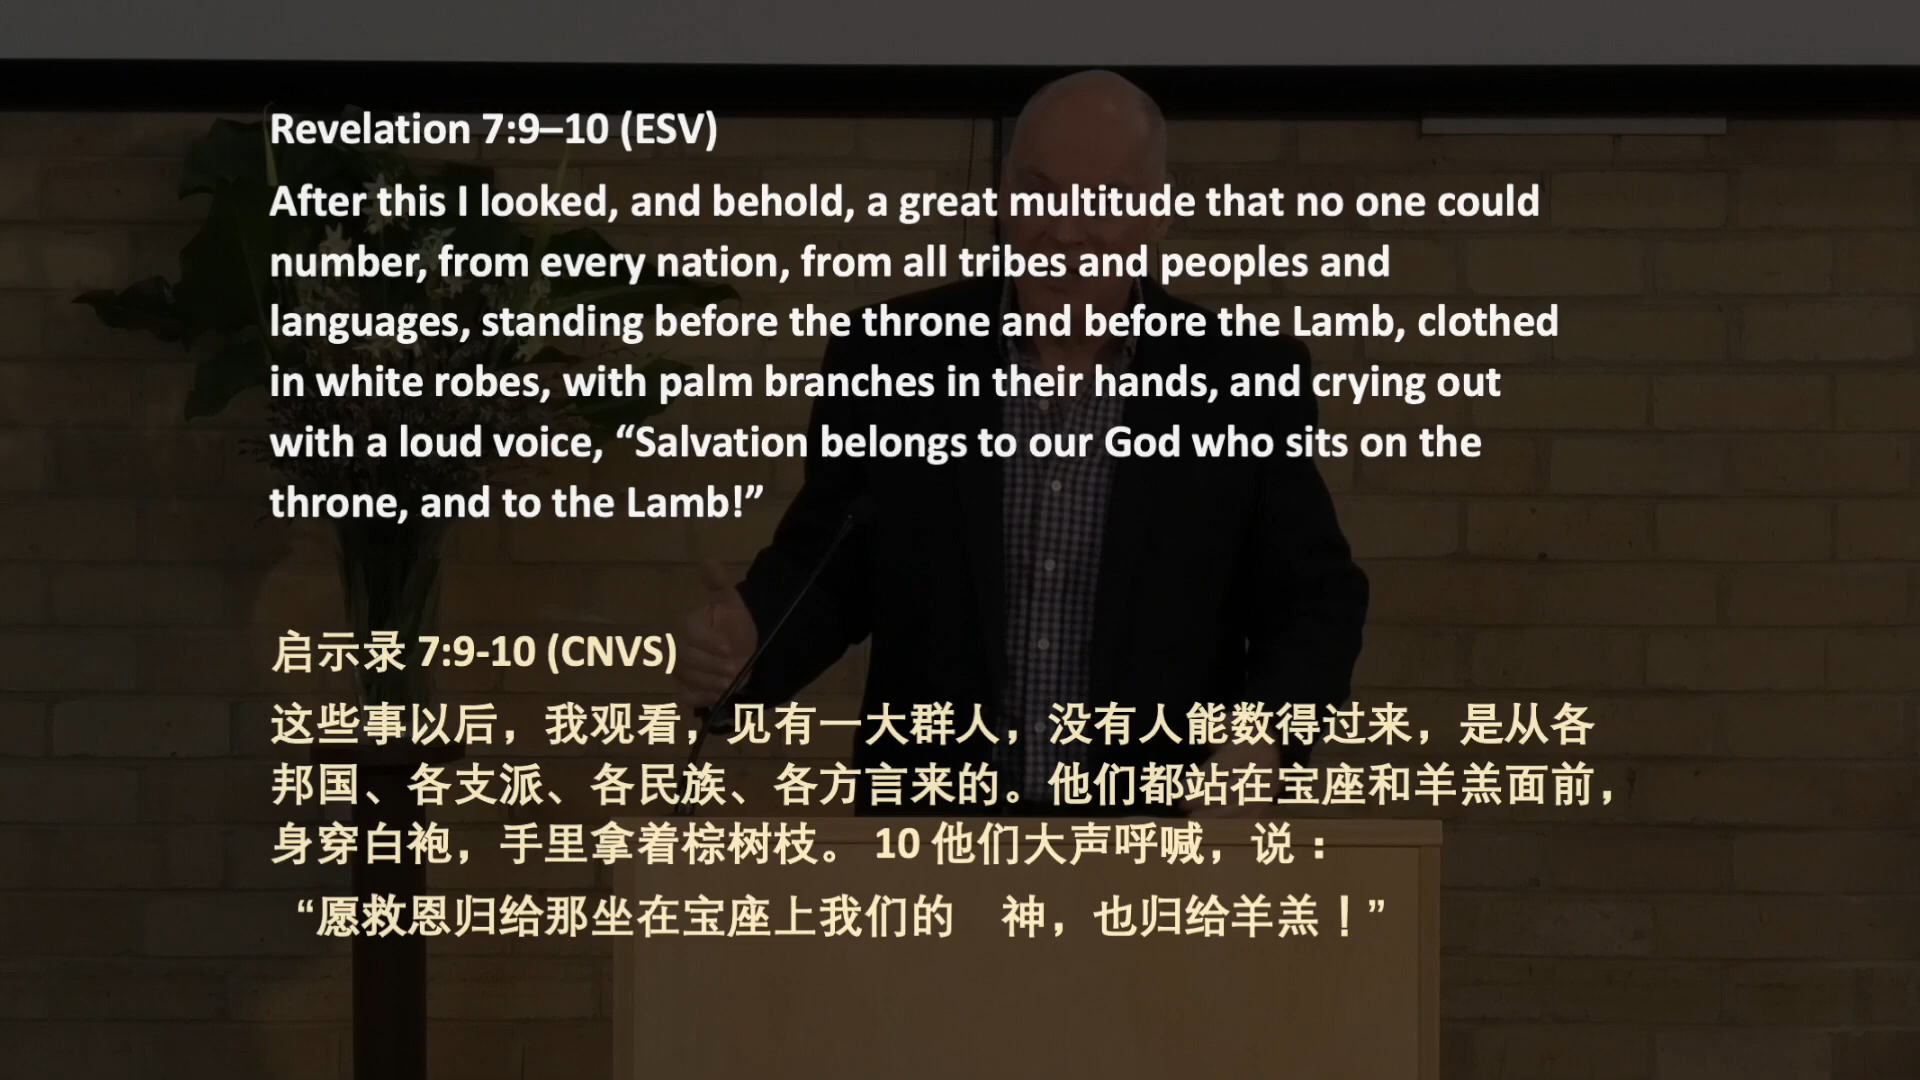 Revelation 7:9–10 (ESV)
After this I looked, and behold, a great multitude that no one could
number, from every nation, from all tribes and peoples and
languages, standing before the throne and before the Lamb, clothed
in white robes, with palm branches in their hands, and crying out
with a loud voice, “Salvation belongs to our God who sits on the
throne, and to the Lamb!”
启示录 7:9-10 (CNVS)
这些事以后，我观看，见有一大群人，没有人能数得过来，是从各
邦国、各支派、各民族、各方言来的。他们都站在宝座和羊羔面前，
身穿白袍，手里拿着棕树枝。 10 他们大声呼喊，说：
“愿救恩归给那坐在宝座上我们的　神，也归给羊羔！”